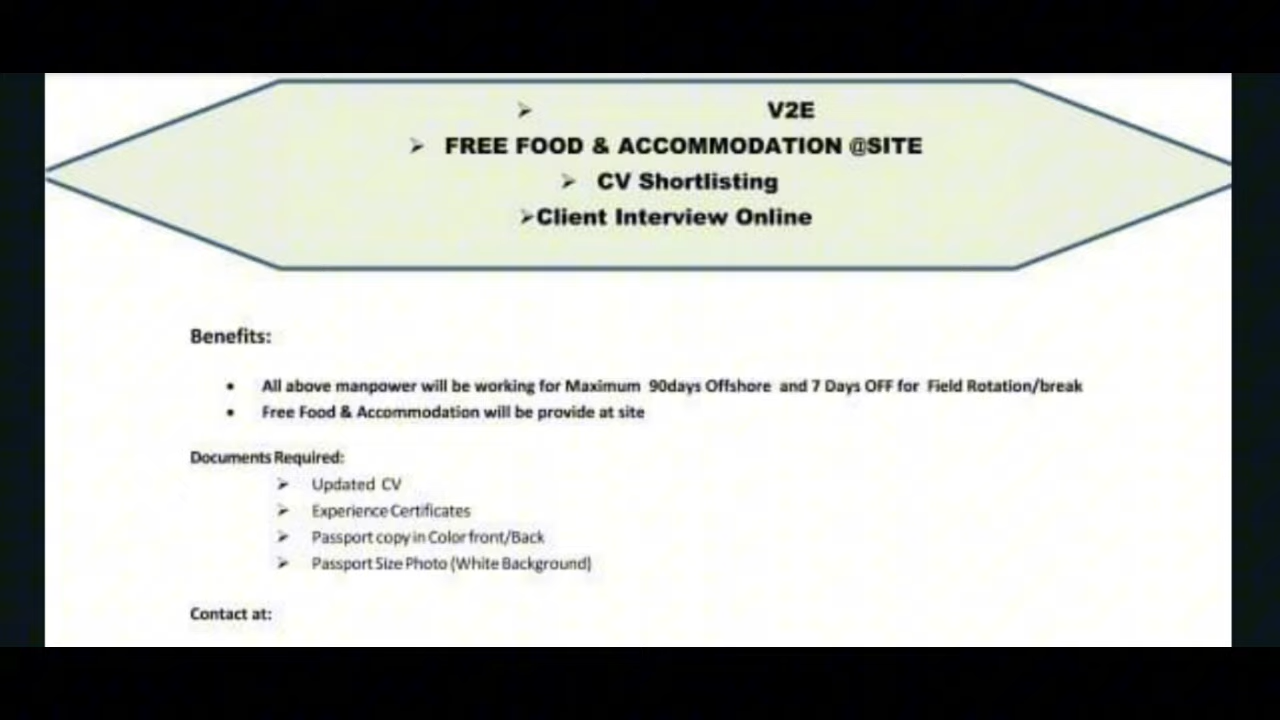 ➢ V2E
➢ FREE FOOD & ACCOMMODATION @SITE
➢ CV Shortlisting
➢Client Interview Online
Benefits:
• All above manpower will be working for Maximum 90days Offshore and 7 Days OFF for Field Rotation/break
• Free Food & Accommodation will be provide at site
Documents Required:
➢ Updated CV
➢ Experience Certificates
➢ Passport copy in Color front/Back
➢ Passport Size Photo (White Background)
Contact at: